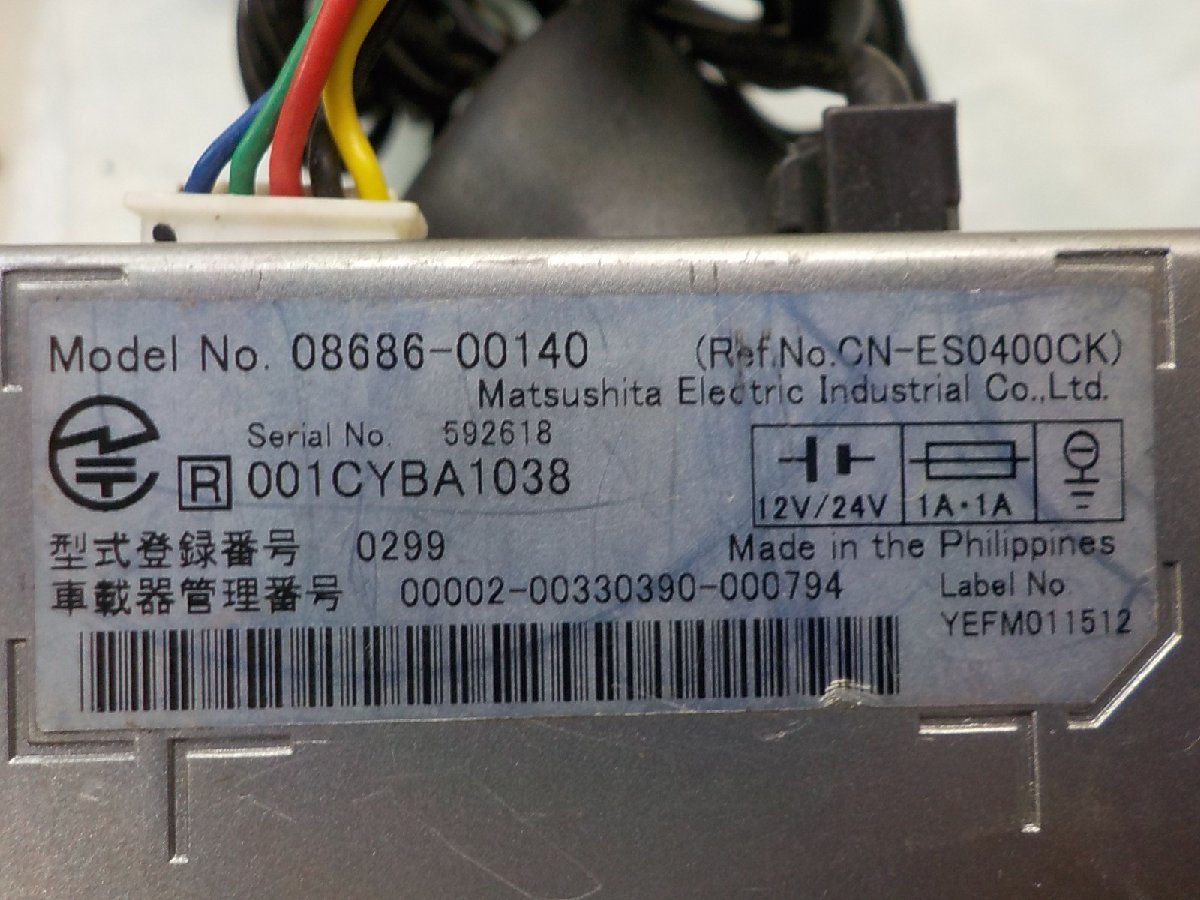 Model No. 08686-00140 (Ref.No.CN-ES0400CK)
Matsushita Electric Industrial Co.,Ltd.
Serial No. 592618
R 001CYBA1038
12V/24V 1A・1A
型式登録番号 0299 Made in the Philippines
車載器管理番号 00002-00330390-000794 Label No.
YEFM011512